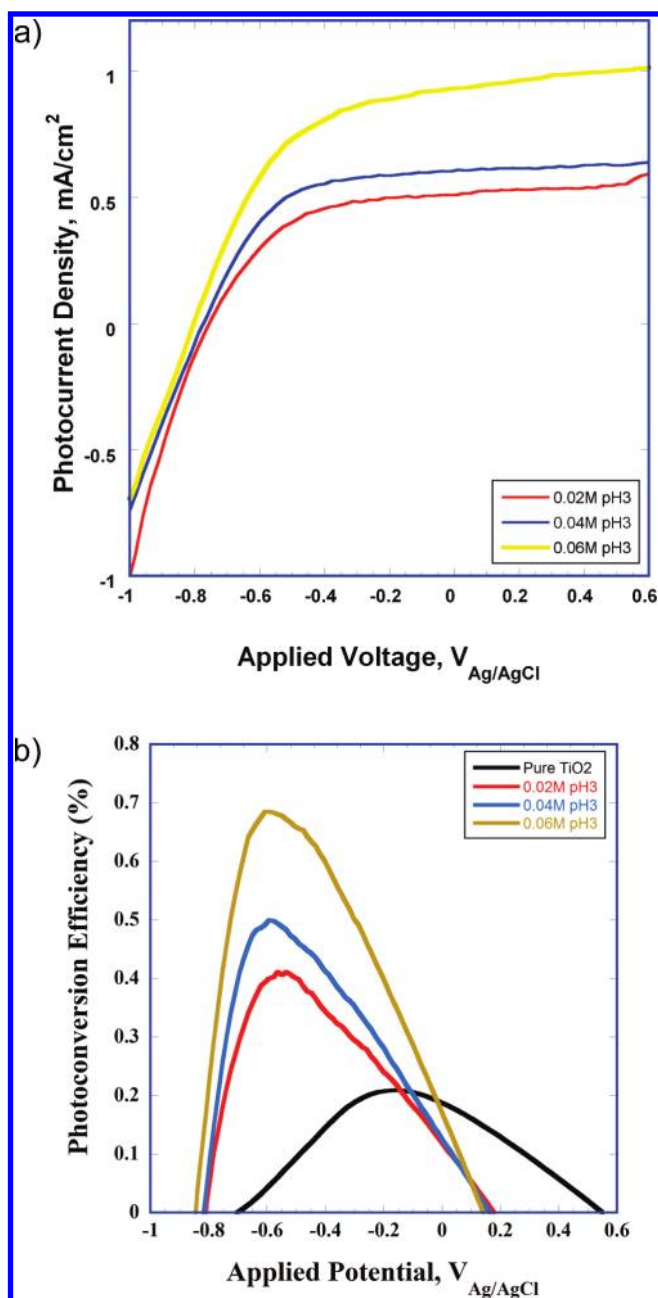 a)
1
0.5
0
-0.5
-1
Photocurrent Density, mA/cm²
0.02M pH3
0.04M pH3
0.06M pH3
-1 -0.8 -0.6 -0.4 -0.2 0 0.2 0.4 0.6
Applied Voltage, V Ag/AgCl
b)
0.8
0.7
0.6
0.5
0.4
0.3
0.2
0.1
0
Photoconversion Efficiency (%)
Pure TiO2
0.02M pH3
0.04M pH3
0.06M pH3
-1 -0.8 -0.6 -0.4 -0.2 0 0.2 0.4 0.6
Applied Potential, V Ag/AgCl